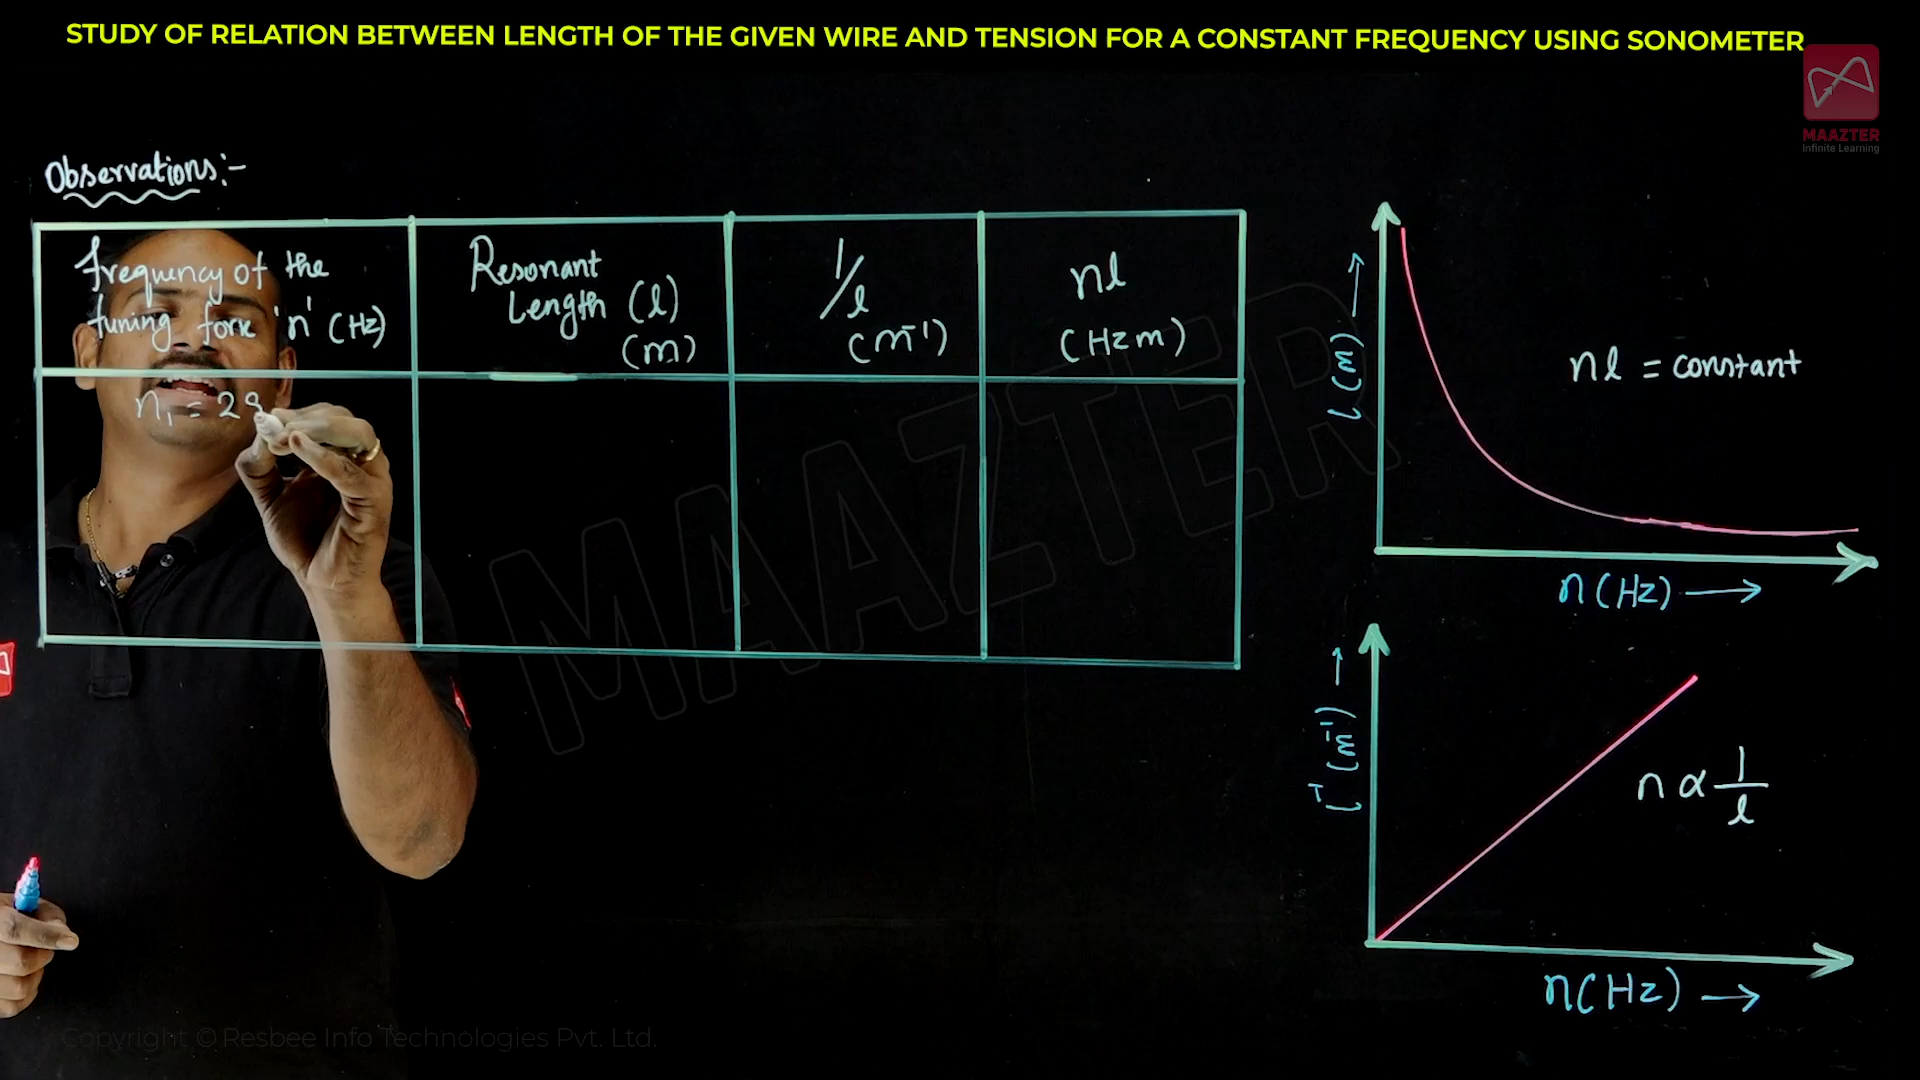 STUDY OF RELATION BETWEEN LENGTH OF THE GIVEN WIRE AND TENSION FOR A CONSTANT FREQUENCY USING SONOMETER
MAAZTER
Infinite Learning
Observations:-
frequency of the
tuning fork 'n' (Hz)
Resonant
Length (l)
(m)
1/l
(m⁻¹)
nl
(Hz m)
n₁ = 28
l (m) →
nl = constant
n (Hz) →
l⁻¹ (m⁻¹) →
n ∝ 1/l
n (Hz) →
MAAZTER
Copyright © Resbee Info Technologies Pvt. Ltd.